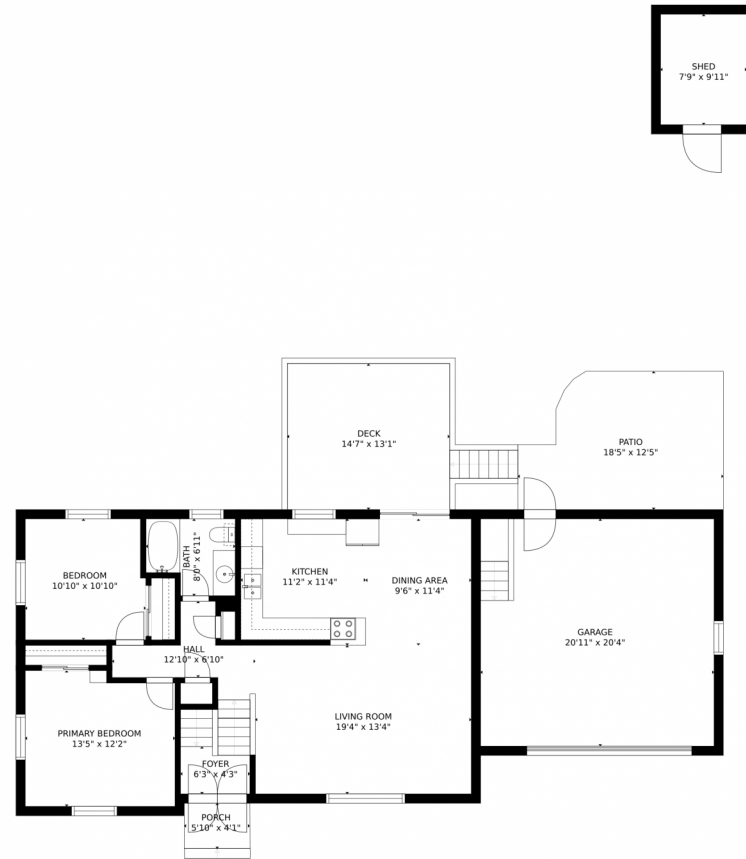 SHED
7'9" x 9'11"
DECK
14'7" x 13'1"
PATIO
18'5" x 12'5"
BATH
8'0" x 6'11"
BEDROOM
10'10" x 10'10"
KITCHEN
11'2" x 11'4"
DINING AREA
9'6" x 11'4"
GARAGE
20'11" x 20'4"
HALL
12'10" x 6'10"
PRIMARY BEDROOM
13'5" x 12'2"
LIVING ROOM
19'4" x 13'4"
FOYER
6'3" x 4'3"
PORCH
5'10" x 4'1"